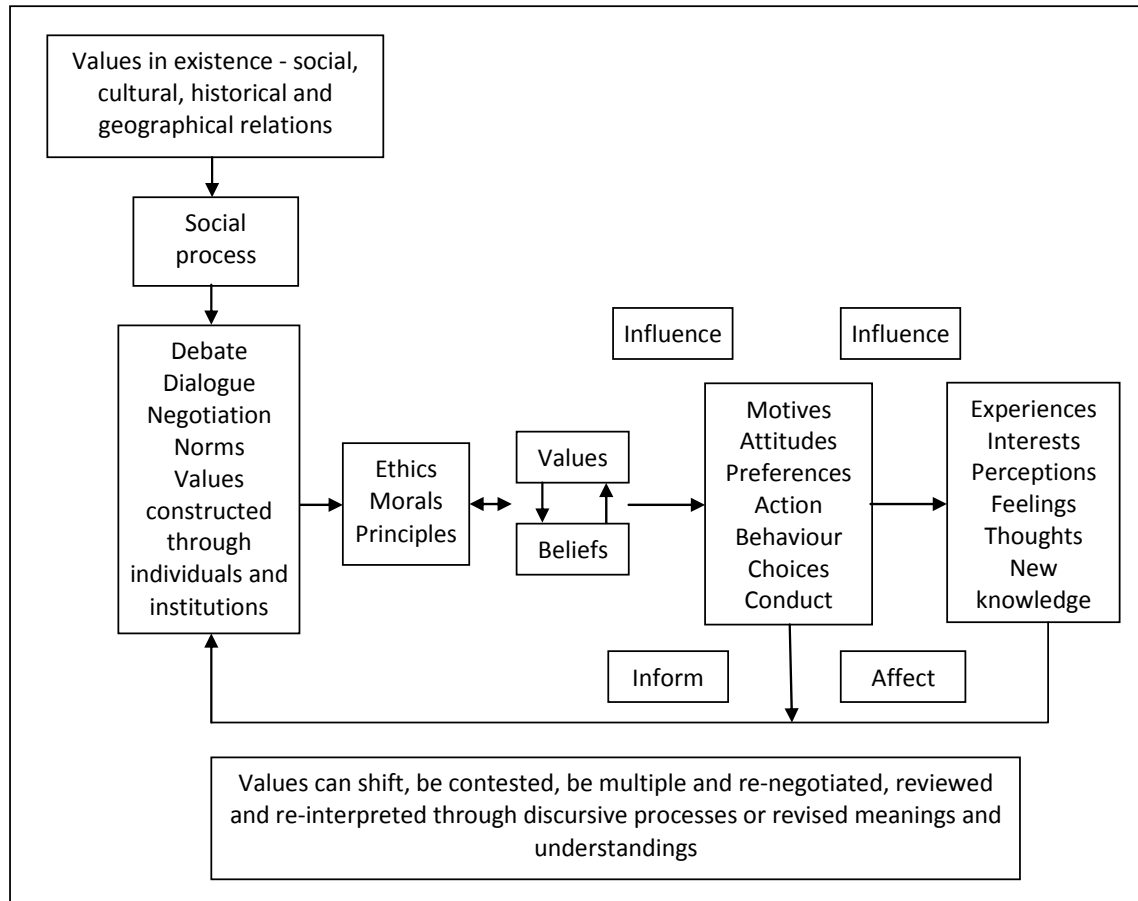 Values in existence - social,
cultural, historical and
geographical relations
Social
process
Debate
Dialogue
Negotiation
Norms
Values
constructed
through
individuals and
institutions
Ethics
Morals
Principles
Values
Beliefs
Influence
Motives
Attitudes
Preferences
Action
Behaviour
Choices
Conduct
Inform
Influence
Experiences
Interests
Perceptions
Feelings
Thoughts
New
knowledge
Affect
Values can shift, be contested, be multiple and re-negotiated, reviewed
and re-interpreted through discursive processes or revised meanings and
understandings